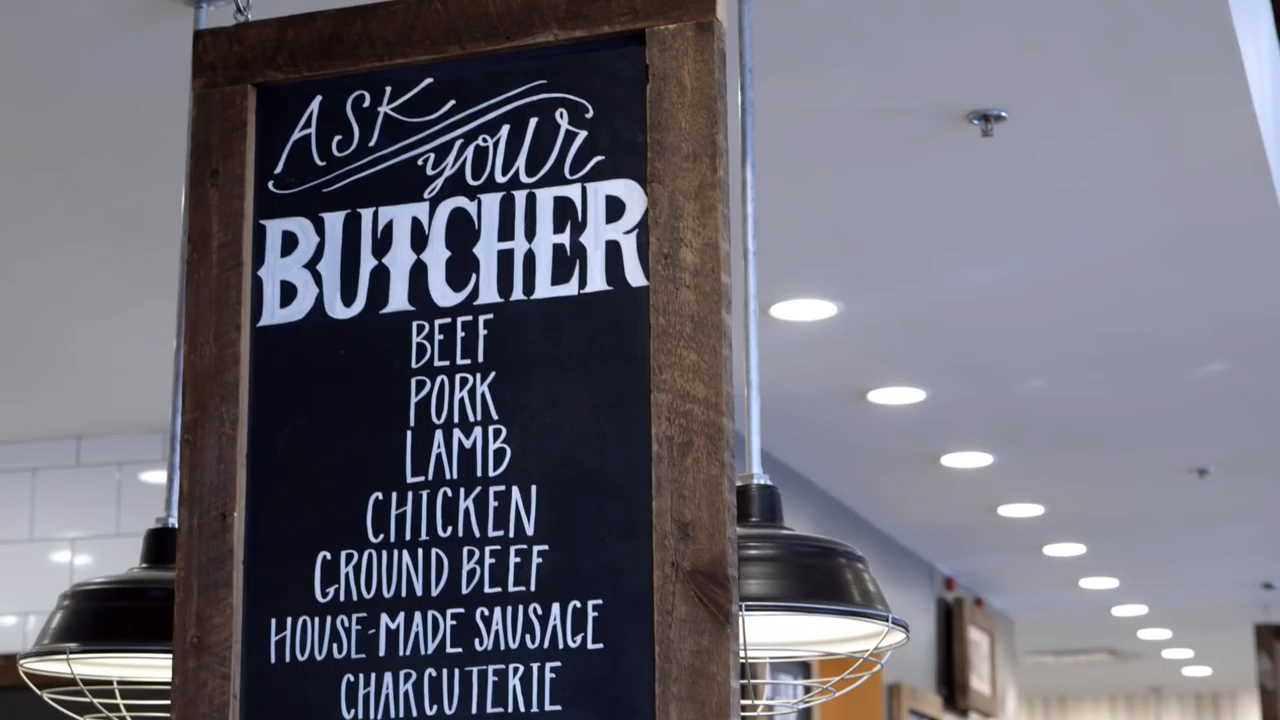 ASK
your
BUTCHER
BEEF
PORK
LAMB
CHICKEN
GROUND BEEF
HOUSE-MADE SAUSAGE
CHARCUTERIE